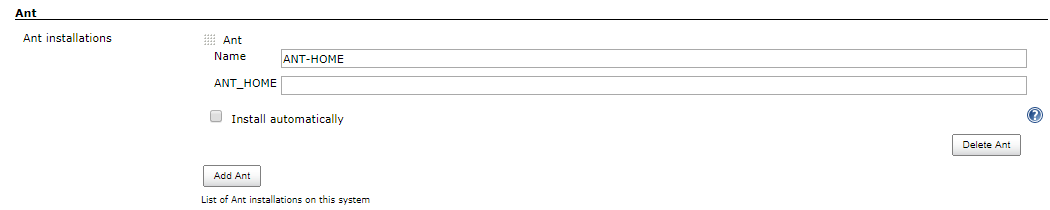 Ant
Ant installations
Ant
Name ANT-HOME
ANT_HOME
Install automatically ?
Delete Ant
Add Ant
List of Ant installations on this system